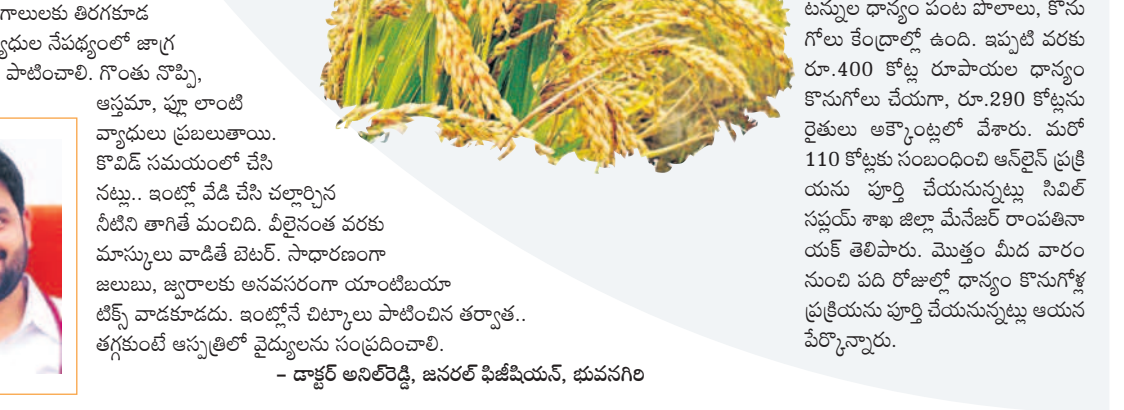 గాలులకు తిరగకూడ
్యధుల నేపథ్యంలో జాగ్ర
పాటించాలి. గొంతు నొప్పి,
ఆస్తమా, ఫ్లూ లాంటి
వ్యాధులు ప్రబలుతాయి.
కొవిడ్ సమయంలో చేసి
నట్లు.. ఇంట్లో వేడి చేసి చల్లార్చిన
నీటిని తాగితే మంచిది. వీలైనంత వరకు
మాస్కులు వాడితే బెటర్. సాధారణంగా
జలుబు, జ్వరాలకు అనవసరంగా యాంటిబయా
టిక్స్ వాడకూడదు. ఇంట్లోనే చిట్కాలు పాటించిన తర్వాత..
తగ్గకుంటే ఆస్పత్రిలో వైద్యులను సంప్రదించాలి.
– డాక్టర్ అనిల్‌రెడ్డి, జనరల్ ఫిజీషియన్, భువనగిరి
టన్నుల ధాన్యం పంట పొలాలు, కొను
గోలు కేంద్రాల్లో ఉంది. ఇప్పటి వరకు
రూ.400 కోట్ల రూపాయల ధాన్యం
కొనుగోలు చేయగా, రూ.290 కోట్లను
రైతులు అక్కౌంట్లలో వేశారు. మరో
110 కోట్లకు సంబంధించి ఆన్‌లైన్ ప్రక్రి
యను పూర్తి చేయనున్నట్లు సివిల్
సప్లయ్ శాఖ జిల్లా మేనేజర్ రాంపతినా
యక్ తెలిపారు. మొత్తం మీద వారం
నుంచి పది రోజుల్లో ధాన్యం కొనుగోళ్ల
ప్రక్రియను పూర్తి చేయనున్నట్లు ఆయన
పేర్కొన్నారు.